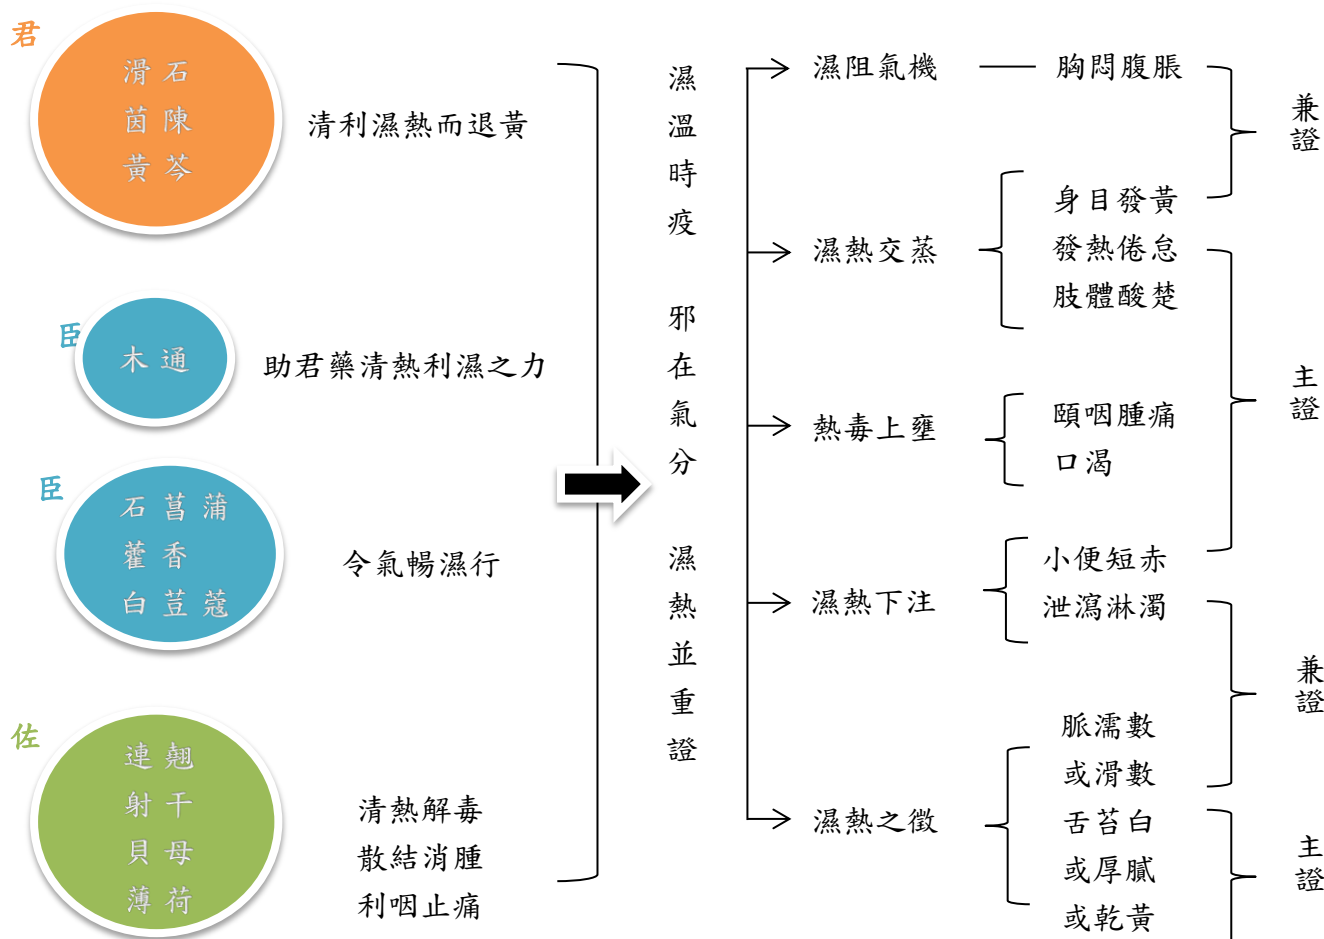 君
滑石
茵陳
黃芩
清利濕熱而退黃
臣
木通
助君藥清熱利濕之力
臣
石菖蒲
藿香
白荳蔻
令氣暢濕行
佐
連翹
射干
貝母
薄荷
清熱解毒
散結消腫
利咽止痛
濕溫時疫 邪在氣分 濕熱並重證
濕阻氣機
胸悶腹脹
濕熱交蒸
身目發黃
發熱倦怠
肢體酸楚
熱毒上壅
頤咽腫痛
口渴
濕熱下注
小便短赤
泄瀉淋濁
濕熱之徵
脈濡數
或滑數
舌苔白
或厚膩
或乾黃
兼證
主證
兼證
主證